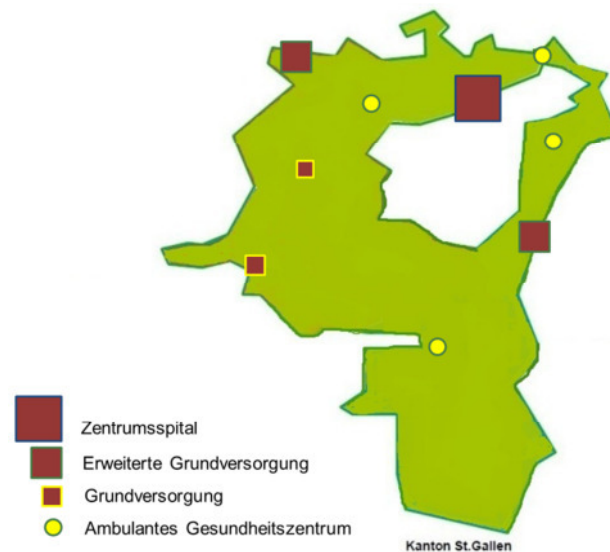 Zentrumsspital
Erweiterte Grundversorgung
Grundversorgung
Ambulantes Gesundheitszentrum
Kanton St.Gallen